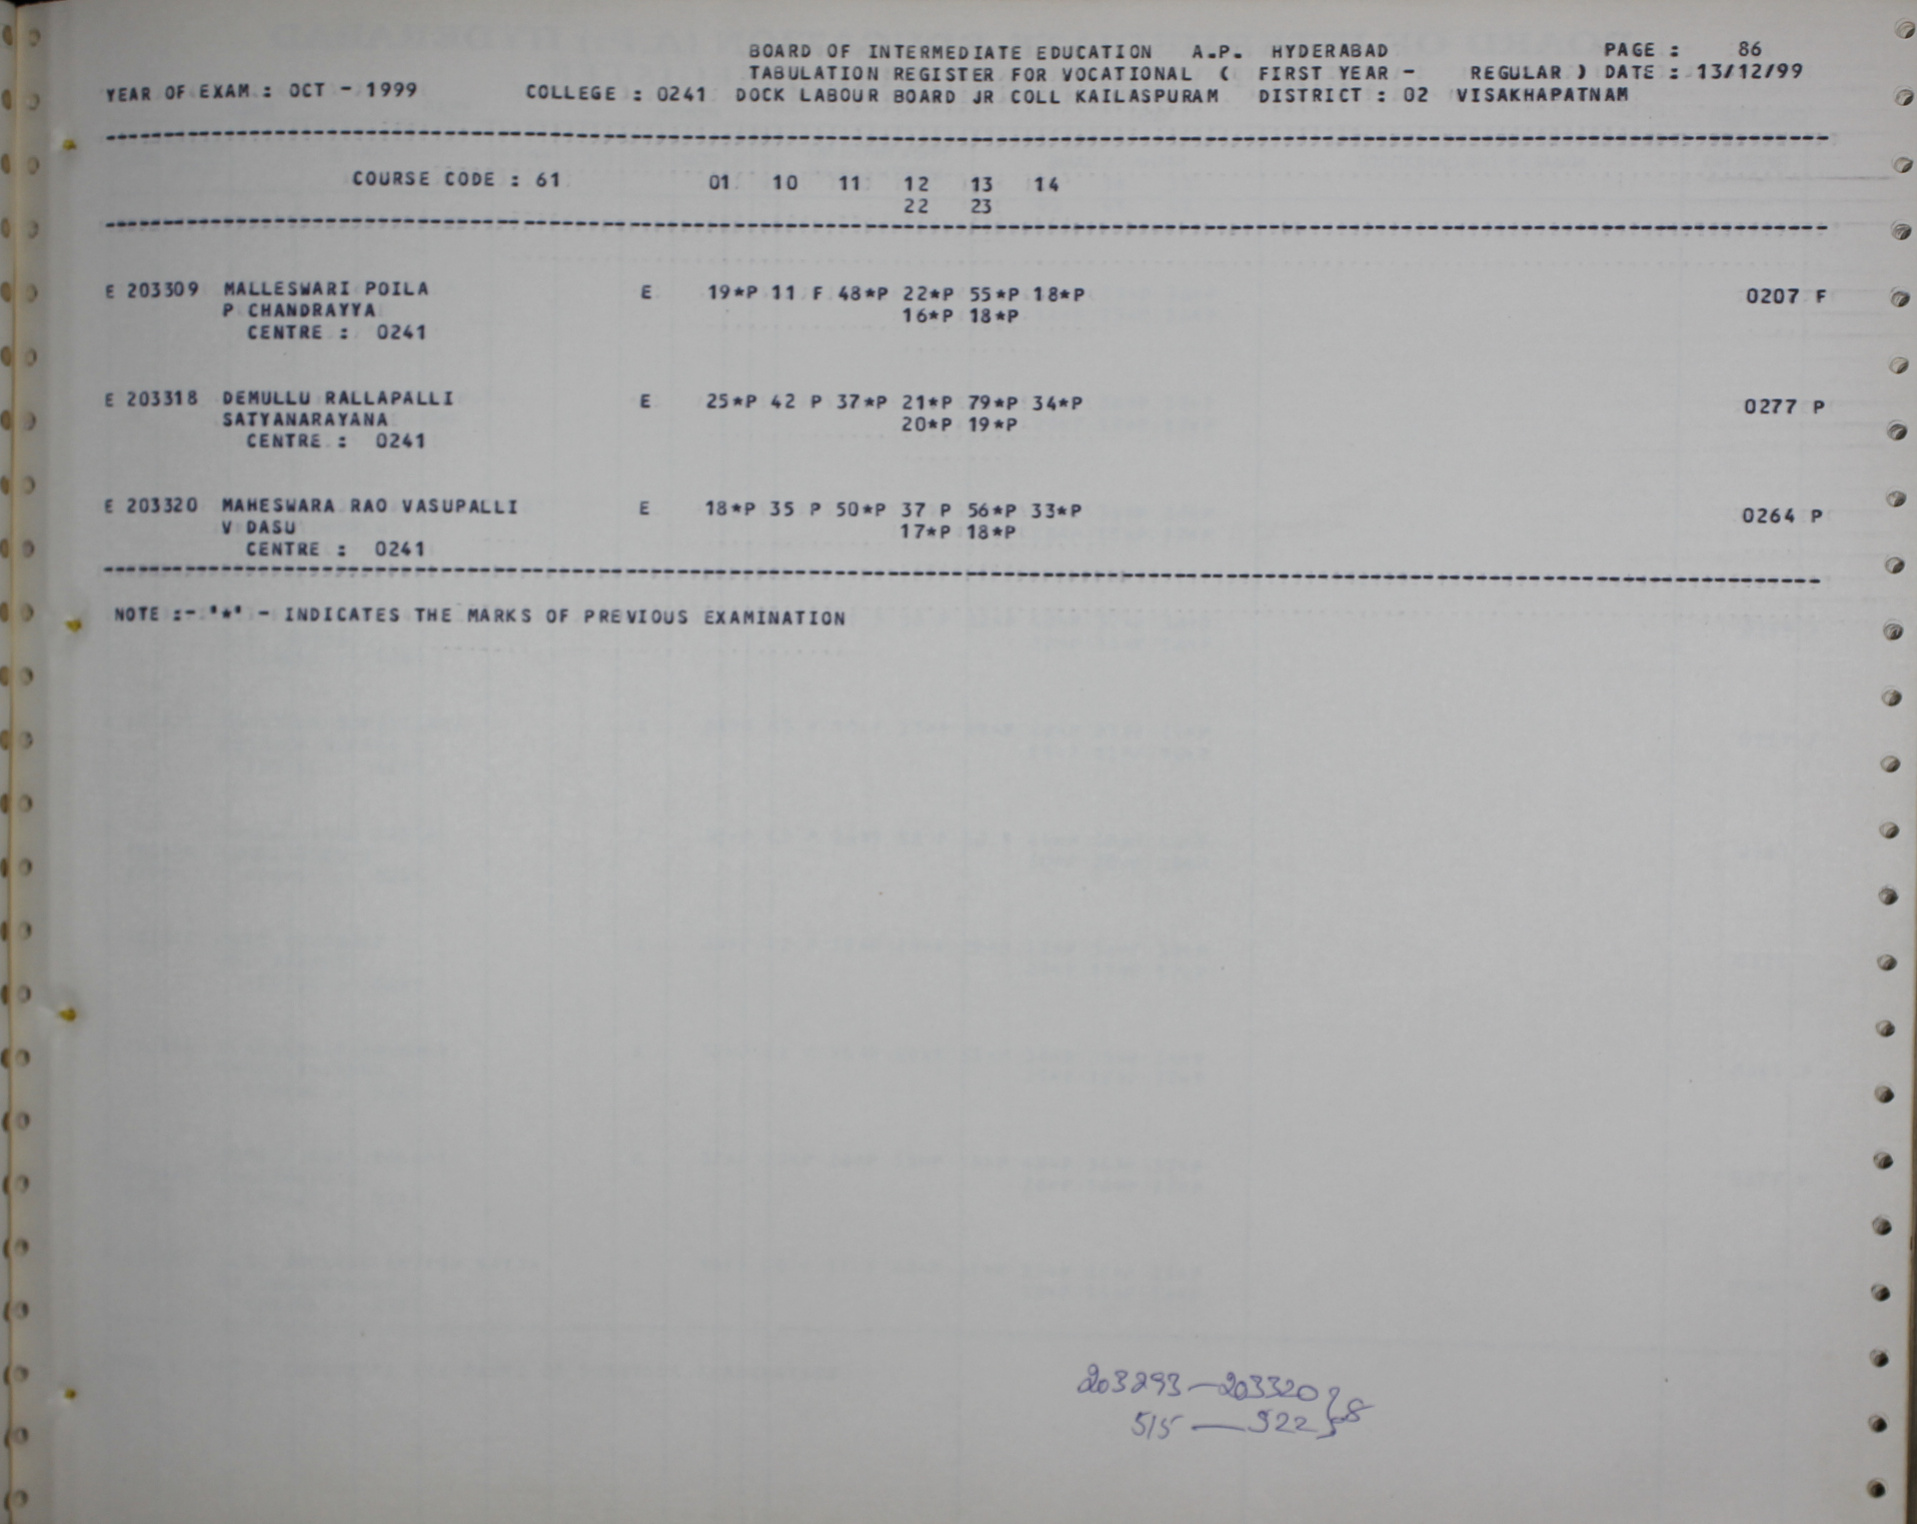 BOARD OF INTERMEDIATE EDUCATION A.P. HYDERABAD PAGE : 86
TABULATION REGISTER FOR VOCATIONAL ( FIRST YEAR - REGULAR ) DATE : 13/12/99
YEAR OF EXAM : OCT - 1999 COLLEGE : 0241 DOCK LABOUR BOARD JR COLL KAILASPURAM DISTRICT : 02 VISAKHAPATNAM
COURSE CODE : 61 01 10 11 12 13 14
22 23
E 203309 MALLESWARI POILA E 19*P 11 F 48*P 22*P 55*P 18*P 0207 F
P CHANDRAYYA 16*P 18*P
CENTRE : 0241
E 203318 DEMULLU RALLAPALLI E 25*P 42 P 37*P 21*P 79*P 34*P 0277 P
SATYANARAYANA 20*P 19*P
CENTRE : 0241
E 203320 MAHESWARA RAO VASUPALLI E 18*P 35 P 50*P 37 P 56*P 33*P 0264 P
V DASU 17*P 18*P
CENTRE : 0241
NOTE :- '*' - INDICATES THE MARKS OF PREVIOUS EXAMINATION
203293 — 203320 } 8
515 — 522